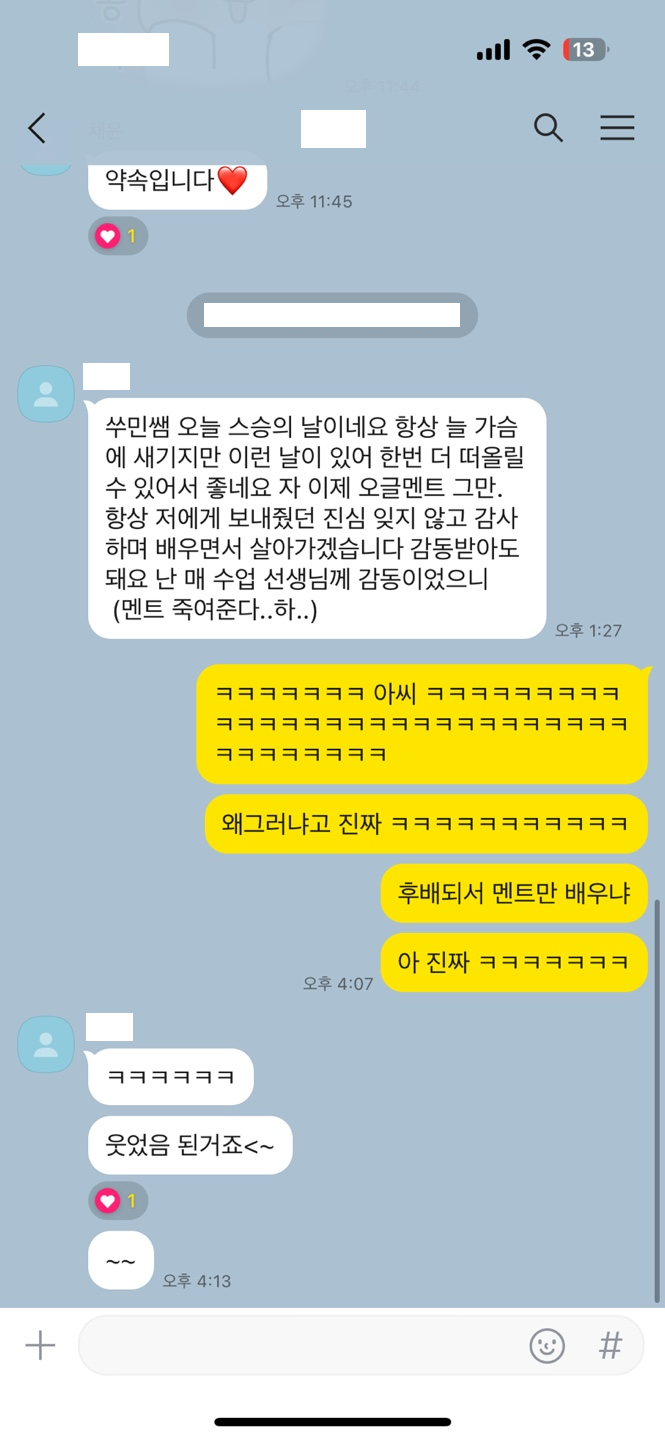 13
약속입니다❤️
오후 11:45
1
쑤민쌤 오늘 스승의 날이네요 항상 늘 가슴
에 새기지만 이런 날이 있어 한번 더 떠올릴
수 있어서 좋네요 자 이제 오글멘트 그만.
항상 저에게 보내줬던 진심 잊지 않고 감사
하며 배우면서 살아가겠습니다 감동받아도
돼요 난 매 수업 선생님께 감동이었으니
(멘트 죽여준다..하..)
오후 1:27
ㅋㅋㅋㅋㅋㅋㅋ 아씨 ㅋㅋㅋㅋㅋㅋㅋㅋㅋ
ㅋㅋㅋㅋㅋㅋㅋㅋㅋㅋㅋㅋㅋㅋㅋㅋㅋㅋㅋ
ㅋㅋㅋㅋㅋㅋㅋㅋ
왜그러냐고 진짜 ㅋㅋㅋㅋㅋㅋㅋㅋㅋㅋㅋ
후배되서 멘트만 배우냐
아 진짜 ㅋㅋㅋㅋㅋㅋㅋ
오후 4:07
ㅋㅋㅋㅋㅋㅋ
웃었음 된거죠<~
1
~~
오후 4:13
#